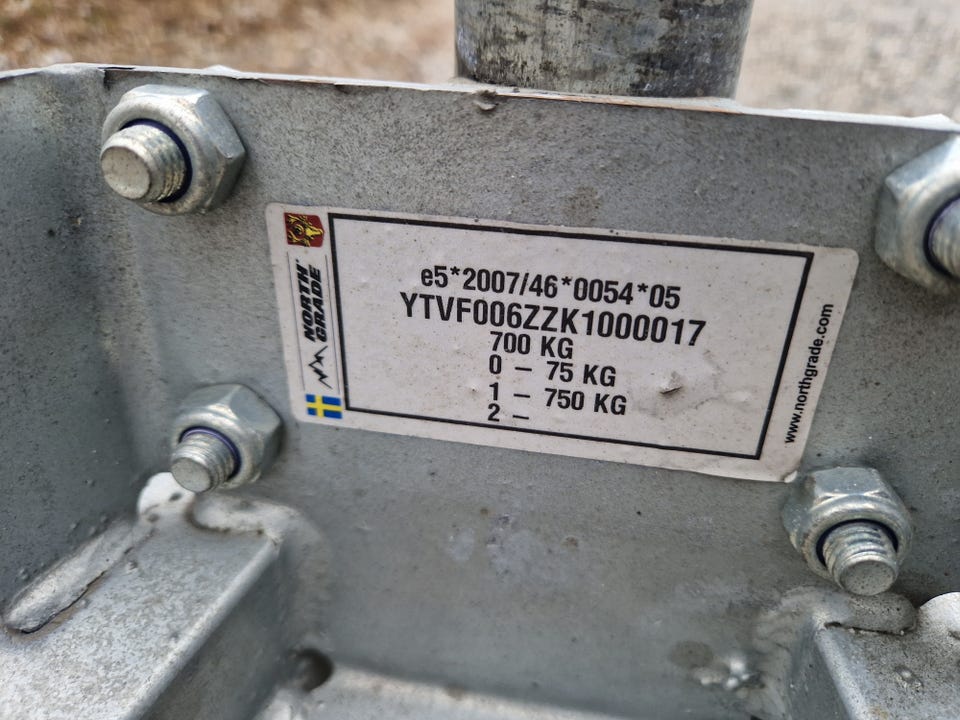 NORTH
GRADE
e5*2007/46*0054*05
YTVF006ZZK1000017
700 KG
0 – 75 KG
1 – 750 KG
2 –
www.northgrade.com